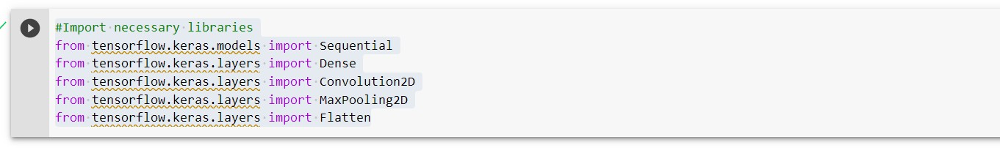 #Import necessary libraries
from tensorflow.keras.models import Sequential
from tensorflow.keras.layers import Dense
from tensorflow.keras.layers import Convolution2D
from tensorflow.keras.layers import MaxPooling2D
from tensorflow.keras.layers import Flatten